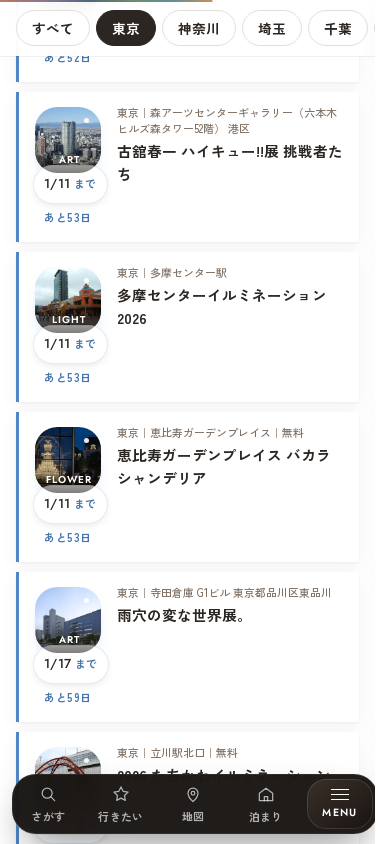 すべて
東京
神奈川
埼玉
千葉
あと52日
ART
1/11 まで
あと53日
東京｜森アーツセンターギャラリー（六本木
ヒルズ森タワー52階） 港区
古舘春一 ハイキュー!!展 挑戦者た
ち
LIGHT
1/11 まで
あと53日
東京｜多摩センター駅
多摩センターイルミネーション
2026
FLOWER
1/11 まで
あと53日
東京｜恵比寿ガーデンプレイス｜無料
恵比寿ガーデンプレイス バカラ
シャンデリア
ART
1/17 まで
あと59日
東京｜寺田倉庫 G1ビル 東京都品川区東品川
雨穴の変な世界展。
東京｜立川駅北口｜無料
さがす
行きたい
地図
泊まり
MENU